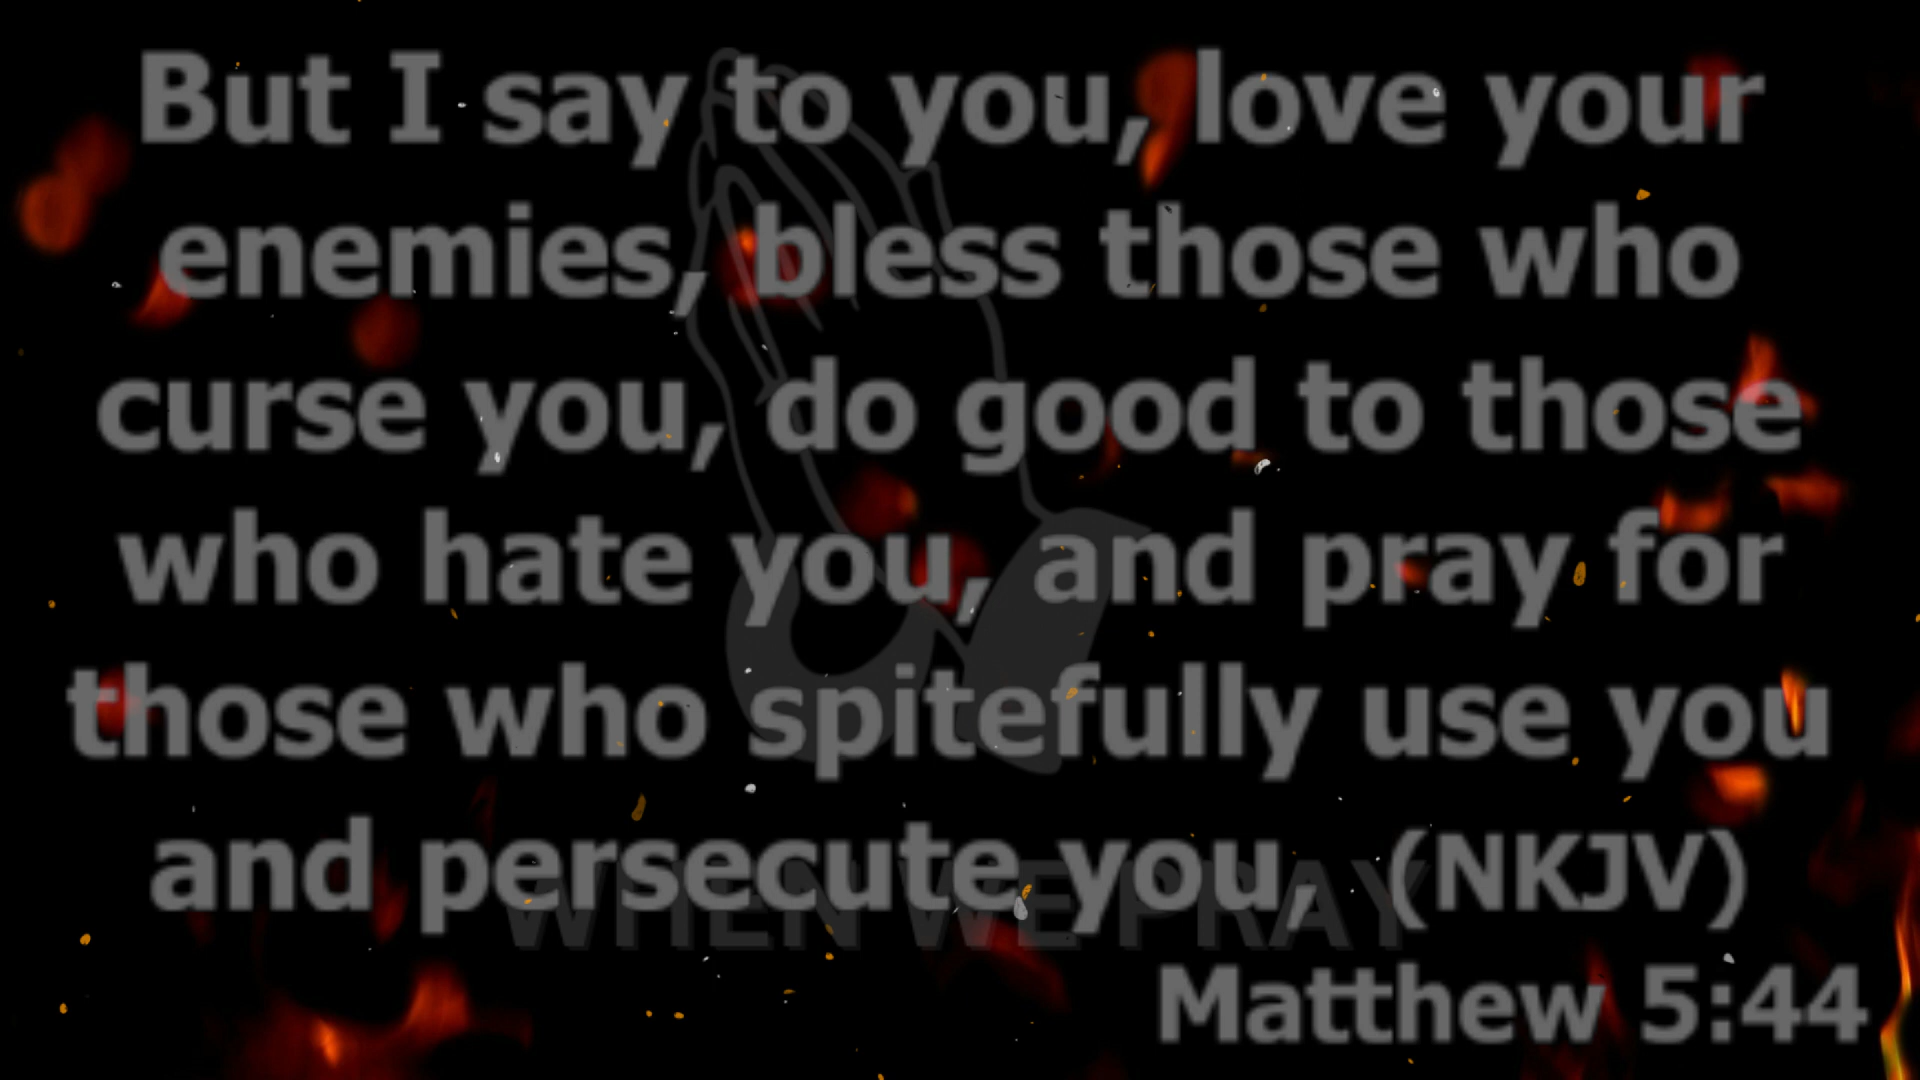 But I say to you, love your
enemies, bless those who
curse you, do good to those
who hate you, and pray for
those who spitefully use you
and persecute you, (NKJV)
WHEN WE PRAY
Matthew 5:44